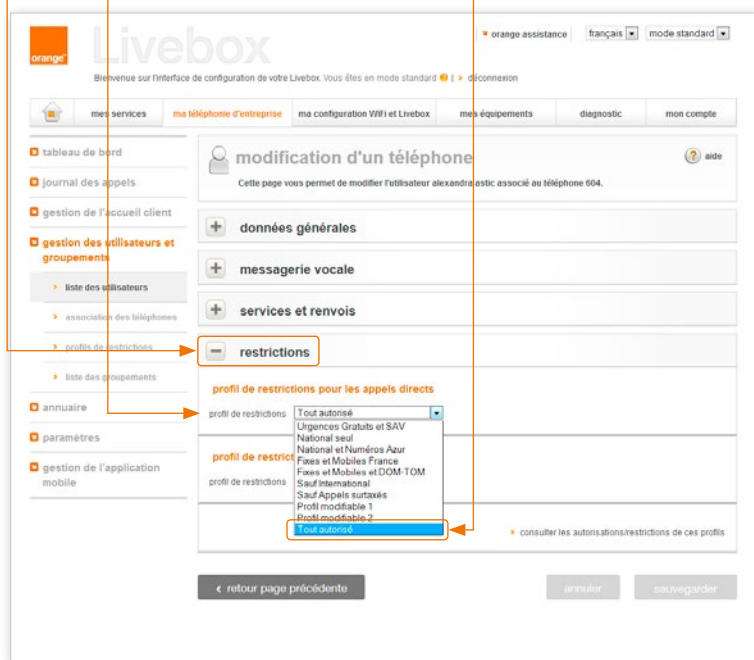 orange™
Livebox
orange assistance
français
mode standard
Bienvenue sur l'interface de configuration de votre Livebox. Vous êtes en mode standard ? | déconnexion
mes services
ma téléphonie d'entreprise
ma configuration WiFi et Livebox
mes équipements
diagnostic
mon compte
tableau de bord
journal des appels
gestion de l'accueil client
gestion des utilisateurs et
groupements
liste des utilisateurs
association des téléphones
profils de restrictions
liste des groupements
annuaire
paramètres
gestion de l'application
mobile
modification d'un téléphone
? aide
Cette page vous permet de modifier l'utilisateur alexandra astic associé au téléphone 604.
données générales
messagerie vocale
services et renvois
restrictions
profil de restrictions pour les appels directs
profil de restrictions Tout autorisé
Urgences Gratuits et SAV
National seul
National et Numéros Azur
Fixes et Mobiles France
Fixes et Mobiles et DOM-TOM
Sauf International
Sauf Appels surtaxés
Profil modifiable 1
Profil modifiable 2
Tout autorisé
profil de restrict
profil de restrictions
consulter les autorisations/restrictions de ces profils
retour page précédente
annuler
sauvegarder